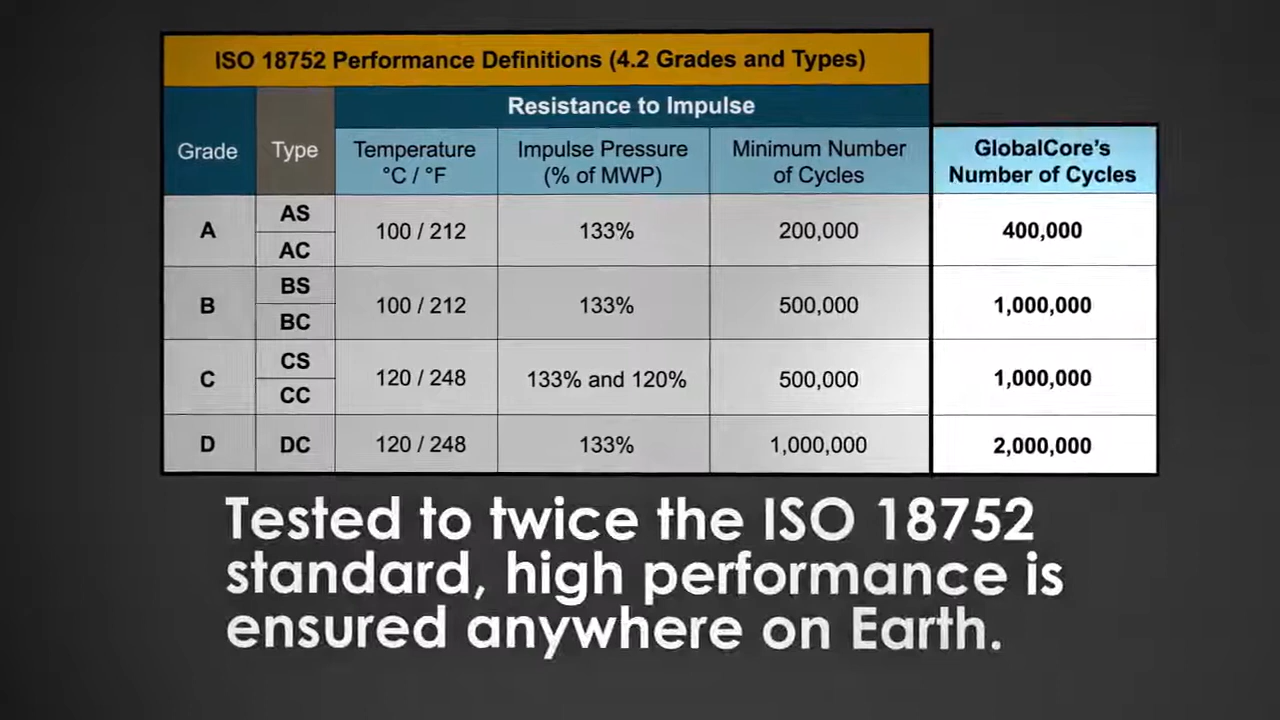 ISO 18752 Performance Definitions (4.2 Grades and Types)
Resistance to Impulse
Grade Type Temperature °C / °F Impulse Pressure (% of MWP) Minimum Number of Cycles GlobalCore's Number of Cycles
A AS AC 100 / 212 133% 200,000 400,000
B BS BC 100 / 212 133% 500,000 1,000,000
C CS CC 120 / 248 133% and 120% 500,000 1,000,000
D DC 120 / 248 133% 1,000,000 2,000,000
Tested to twice the ISO 18752
standard, high performance is
ensured anywhere on Earth.